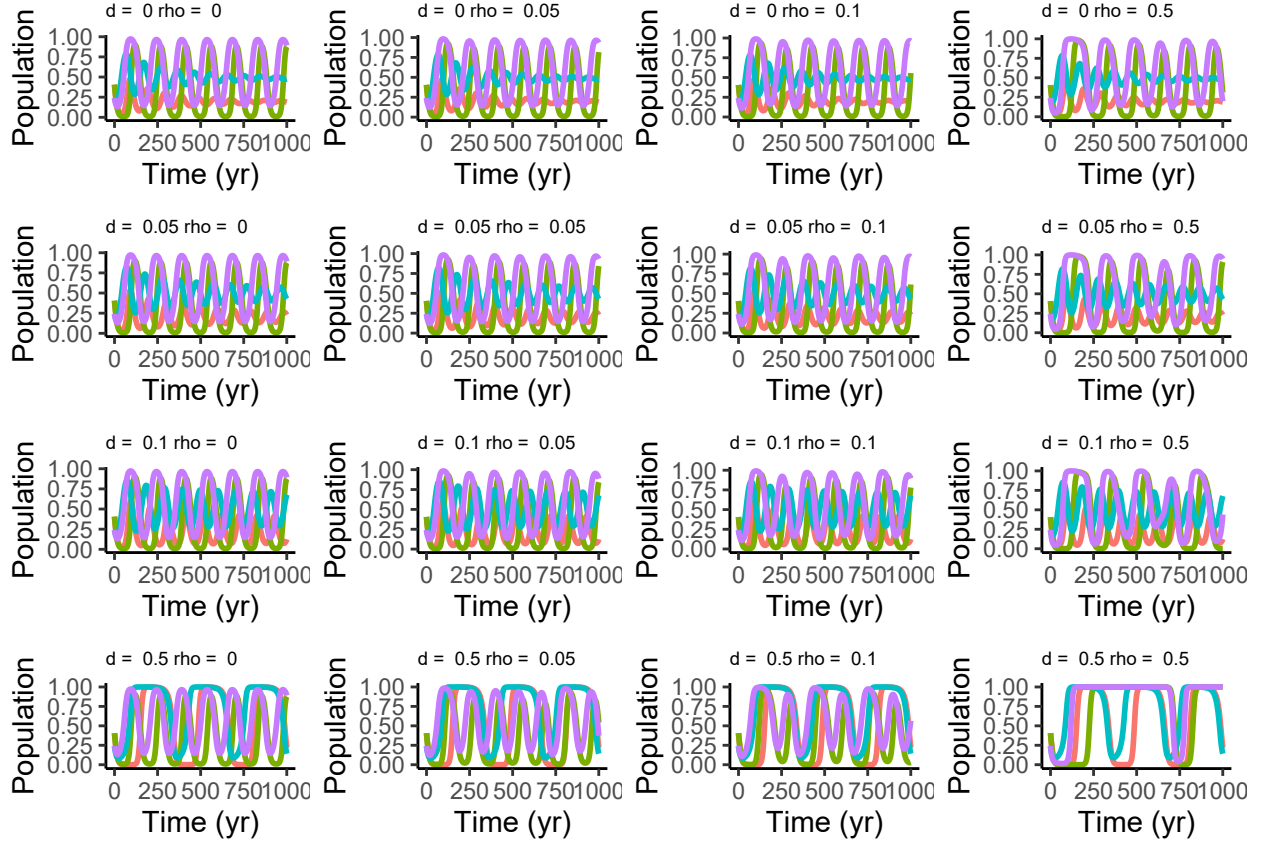 d = 0 rho = 0
Population
1.00
0.75
0.50
0.25
0.00
0 250 500 7501000
Time (yr)
d = 0 rho = 0.05
Population
1.00
0.75
0.50
0.25
0.00
0 250 500 7501000
Time (yr)
d = 0 rho = 0.1
Population
1.00
0.75
0.50
0.25
0.00
0 250 500 7501000
Time (yr)
d = 0 rho = 0.5
Population
1.00
0.75
0.50
0.25
0.00
0 250 500 7501000
Time (yr)
d = 0.05 rho = 0
Population
1.00
0.75
0.50
0.25
0.00
0 250 500 7501000
Time (yr)
d = 0.05 rho = 0.05
Population
1.00
0.75
0.50
0.25
0.00
0 250 500 7501000
Time (yr)
d = 0.05 rho = 0.1
Population
1.00
0.75
0.50
0.25
0.00
0 250 500 7501000
Time (yr)
d = 0.05 rho = 0.5
Population
1.00
0.75
0.50
0.25
0.00
0 250 500 7501000
Time (yr)
d = 0.1 rho = 0
Population
1.00
0.75
0.50
0.25
0.00
0 250 500 7501000
Time (yr)
d = 0.1 rho = 0.05
Population
1.00
0.75
0.50
0.25
0.00
0 250 500 7501000
Time (yr)
d = 0.1 rho = 0.1
Population
1.00
0.75
0.50
0.25
0.00
0 250 500 7501000
Time (yr)
d = 0.1 rho = 0.5
Population
1.00
0.75
0.50
0.25
0.00
0 250 500 7501000
Time (yr)
d = 0.5 rho = 0
Population
1.00
0.75
0.50
0.25
0.00
0 250 500 7501000
Time (yr)
d = 0.5 rho = 0.05
Population
1.00
0.75
0.50
0.25
0.00
0 250 500 7501000
Time (yr)
d = 0.5 rho = 0.1
Population
1.00
0.75
0.50
0.25
0.00
0 250 500 7501000
Time (yr)
d = 0.5 rho = 0.5
Population
1.00
0.75
0.50
0.25
0.00
0 250 500 7501000
Time (yr)